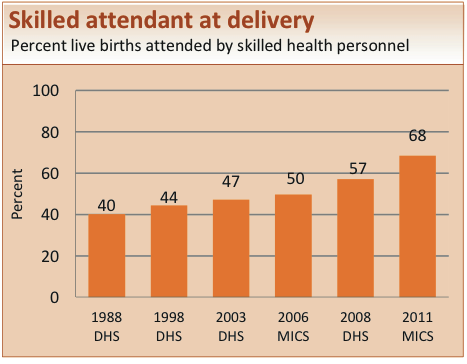 Skilled attendant at delivery
Percent live births attended by skilled health personnel
Percent
100
80
60
40
20
0
40
44
47
50
57
68
1988 1998 2003 2006 2008 2011
DHS DHS DHS MICS DHS MICS